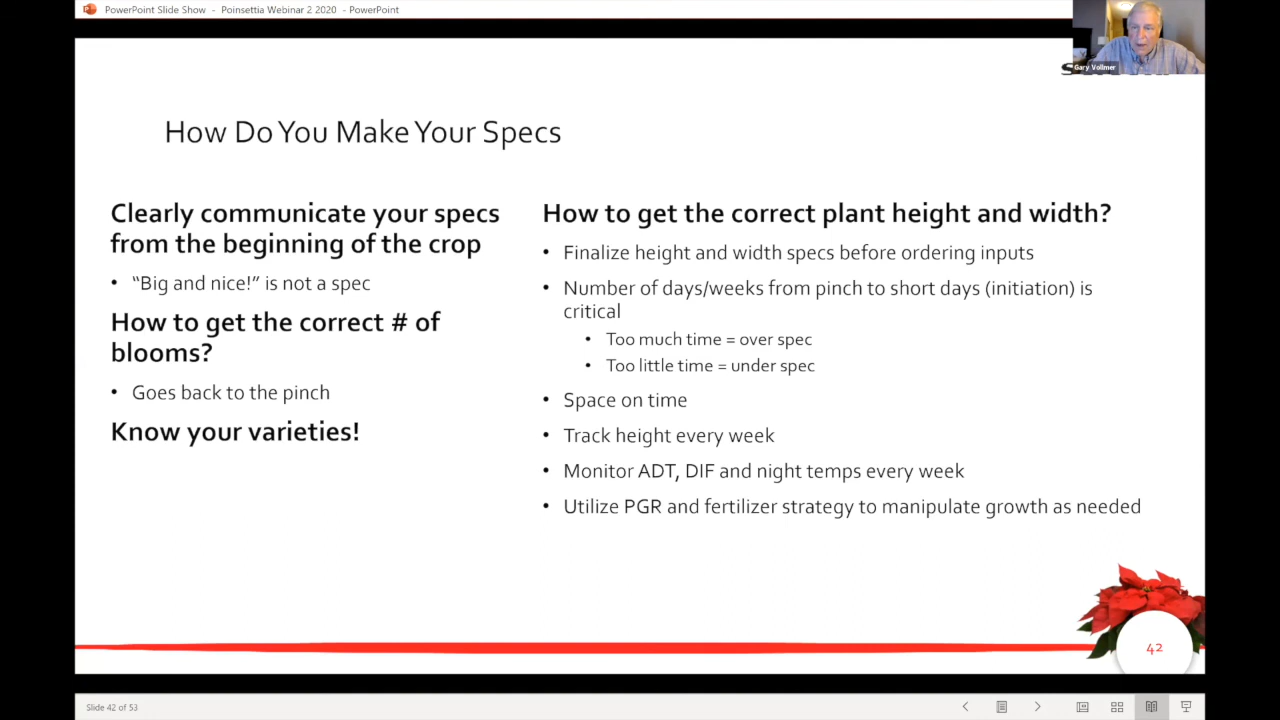 PowerPoint Slide Show - Poinsettia Webinar 2 2020 - PowerPoint
Gary Vollmer
How Do You Make Your Specs
Clearly communicate your specs
from the beginning of the crop
• “Big and nice!” is not a spec
How to get the correct # of
blooms?
• Goes back to the pinch
Know your varieties!
How to get the correct plant height and width?
• Finalize height and width specs before ordering inputs
• Number of days/weeks from pinch to short days (initiation) is
critical
• Too much time = over spec
• Too little time = under spec
• Space on time
• Track height every week
• Monitor ADT, DIF and night temps every week
• Utilize PGR and fertilizer strategy to manipulate growth as needed
42
Slide 42 of 53